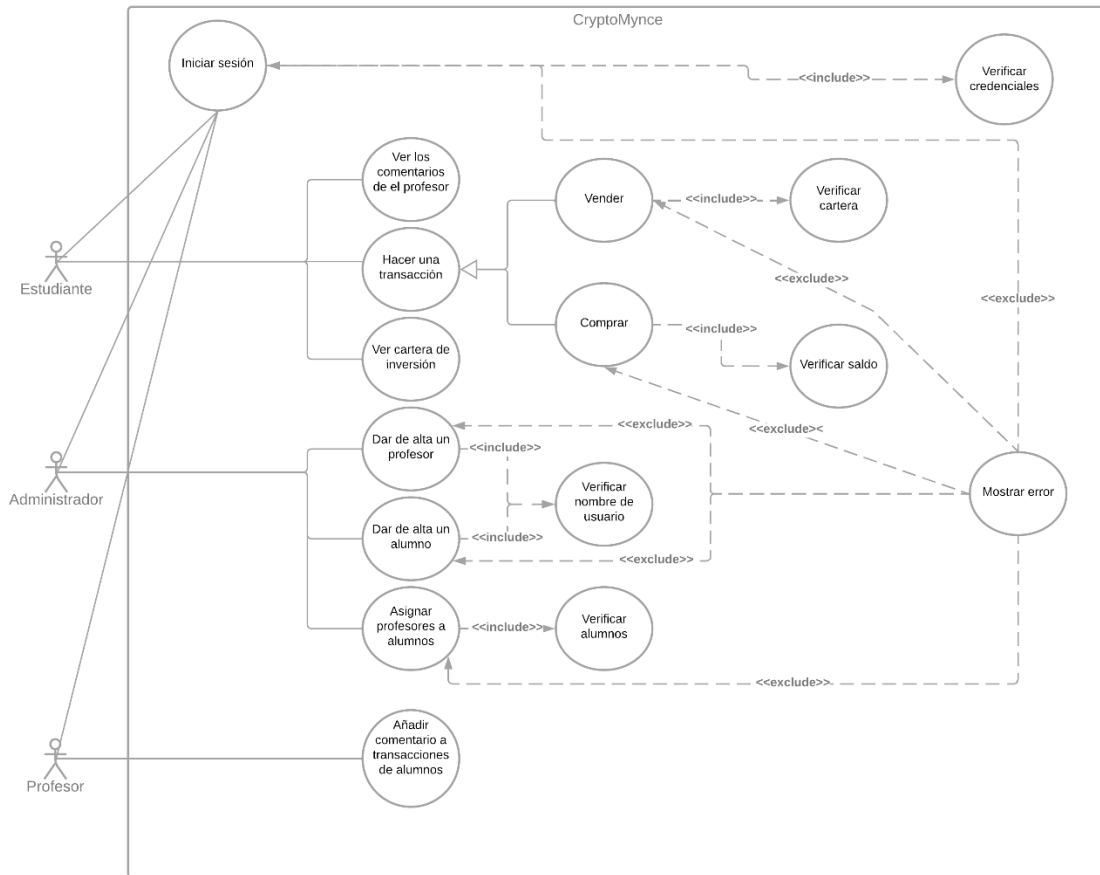 CryptoMynce
Iniciar sesión
<<include>>
Verificar
credenciales
Ver los
comentarios
de el profesor
Vender
<<include>>
Verificar
cartera
Estudiante
Hacer una
transacción
<<exclude>>
<<exclude>>
Comprar
<<include>>
Ver cartera de
inversión
Verificar saldo
<<exclude>>
<<exclude><
Dar de alta un
profesor
<<include>>
Administrador
Verificar
nombre de
usuario
Mostrar error
Dar de alta un
alumno
<<include>>
<<exclude>>
Asignar
profesores a
alumnos
<<include>>
Verificar
alumnos
<<exclude>>
Añadir
comentario a
transacciones
de alumnos
Profesor